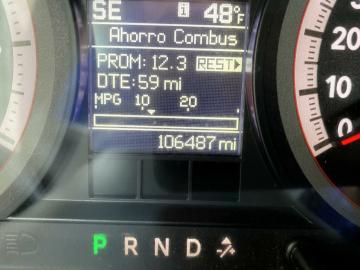 SE i 48°F
Ahorro Combus
PROM: 12.3 REST
DTE: 59 mi
MPG 10 20
106487 mi
P R N D
30
20
10
0